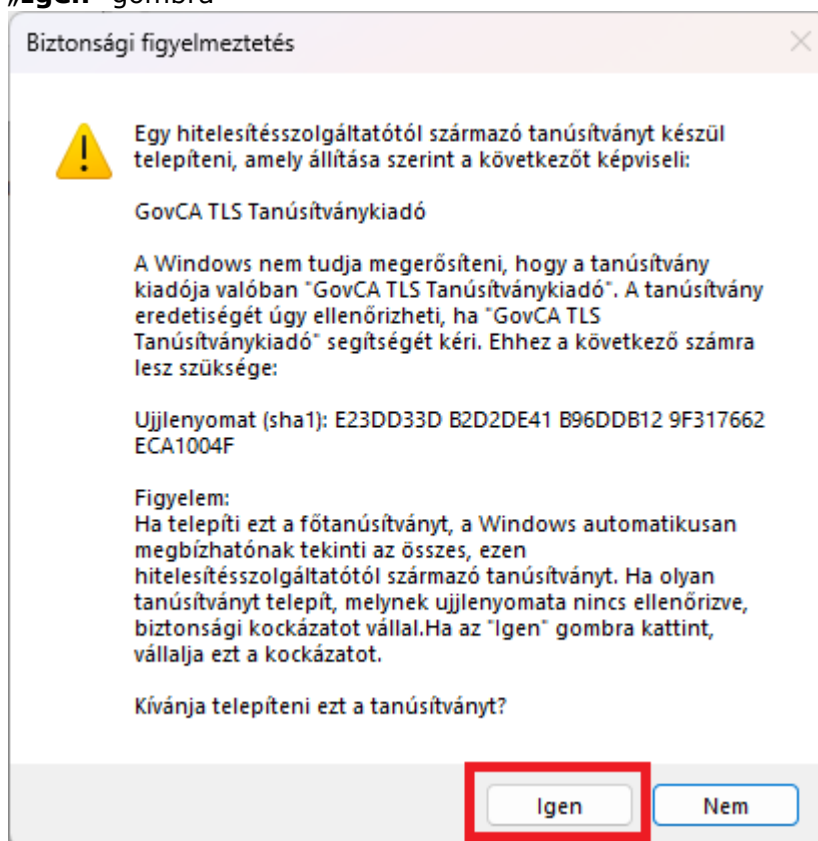 „Igen" gombra
Biztonsági figyelmeztetés
Egy hitelesítésszolgáltatótól származó tanúsítványt készül
telepíteni, amely állítása szerint a következőt képviseli:
GovCA TLS Tanúsítványkiadó
A Windows nem tudja megerősíteni, hogy a tanúsítvány
kiadója valóban "GovCA TLS Tanúsítványkiadó". A tanúsítvány
eredetiségét úgy ellenőrizheti, ha "GovCA TLS
Tanúsítványkiadó" segítségét kéri. Ehhez a következő számra
lesz szüksége:
Ujjlenyomat (sha1): E23DD33D B2D2DE41 B96DDB12 9F317662
ECA1004F
Figyelem:
Ha telepíti ezt a főtanúsítványt, a Windows automatikusan
megbízhatónak tekinti az összes, ezen
hitelesítésszolgáltatótól származó tanúsítványt. Ha olyan
tanúsítványt telepít, melynek ujjlenyomata nincs ellenőrizve,
biztonsági kockázatot vállal.Ha az "Igen" gombra kattint,
vállalja ezt a kockázatot.
Kívánja telepíteni ezt a tanúsítványt?
Igen
Nem